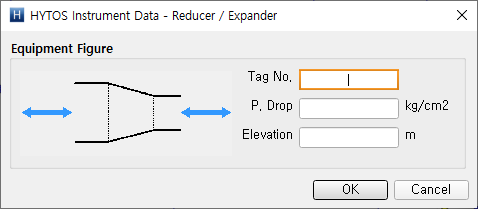 HYTOS Instrument Data - Reducer / Expander
Equipment Figure
Tag No.
P. Drop kg/cm2
Elevation m
OK Cancel